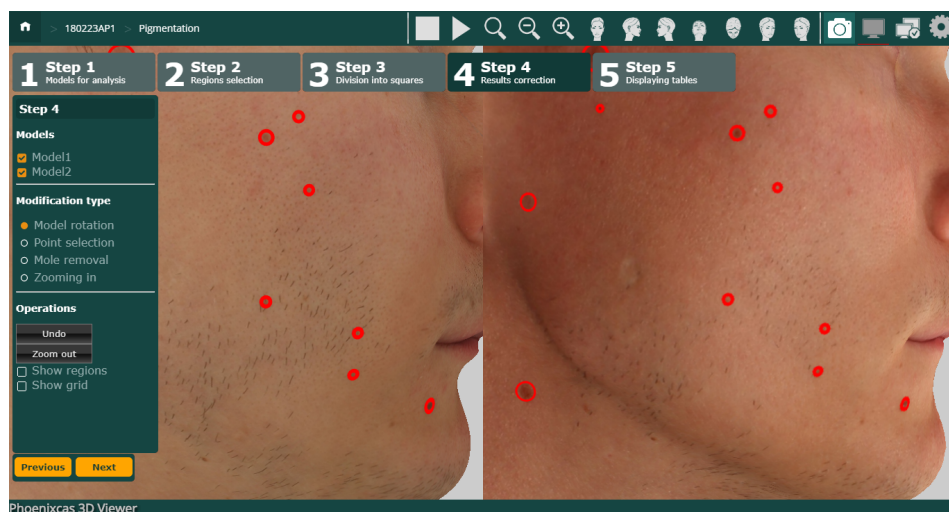 > 180223AP1 > Pigmentation
1 Step 1
Models for analysis
2 Step 2
Regions selection
3 Step 3
Division into squares
4 Step 4
Results correction
5 Step 5
Displaying tables
Step 4
Models
Model1
Model2
Modification type
Model rotation
Point selection
Mole removal
Zooming in
Operations
Undo
Zoom out
Show regions
Show grid
Previous Next
Phoenixcas 3D Viewer